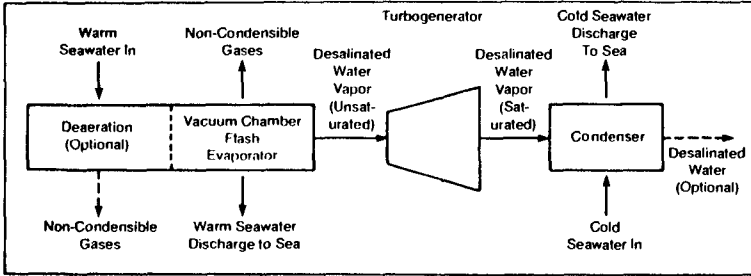 Turbogenerator
Warm
Seawater In
Non-Condensible
Gases
Desalinated
Water
Vapor
(Unsat-
urated)
Desalinated
Water
Vapor
(Sat-
urated)
Cold Seawater
Discharge
To Sea
Deaeration
(Optional)
Vacuum Chamber
Flash
Evaporator
Condenser
Desalinated
Water
(Optional)
Non-Condensible
Gases
Warm Seawater
Discharge to Sea
Cold
Seawater In